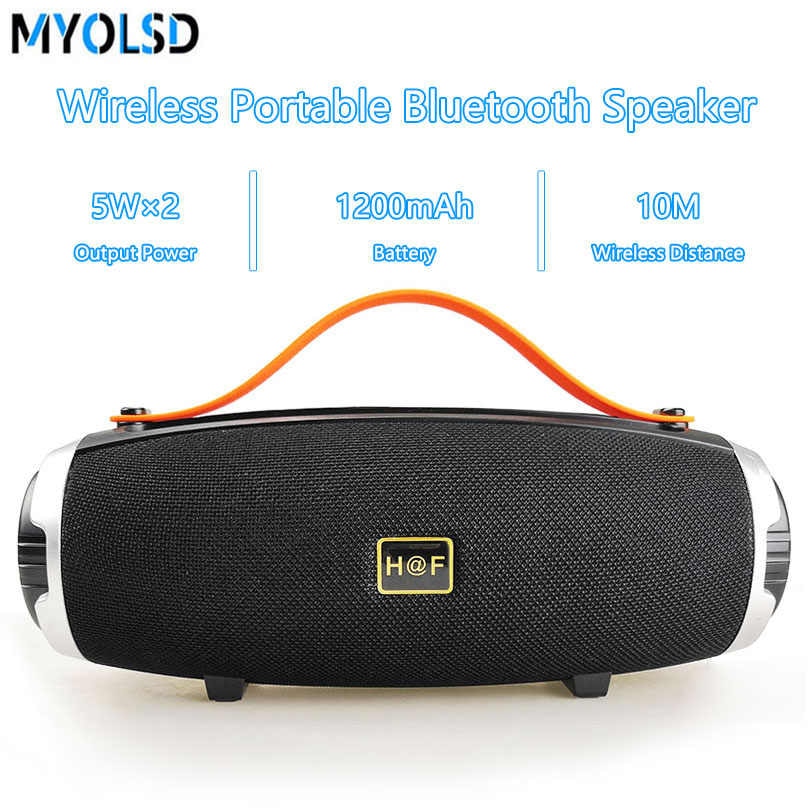 MYOLSD
Wireless Portable Bluetooth Speaker
5W×2
Output Power
1200mAh
Battery
10M
Wireless Distance
H@F